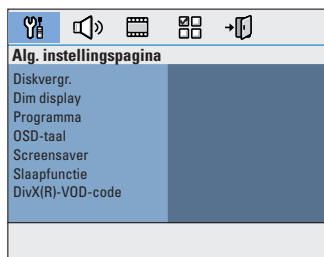 Alg. instellingspagina
Diskvergr.
Dim display
Programma
OSD-taal
Screensaver
Slaapfunctie
DivX(R)-VOD-code